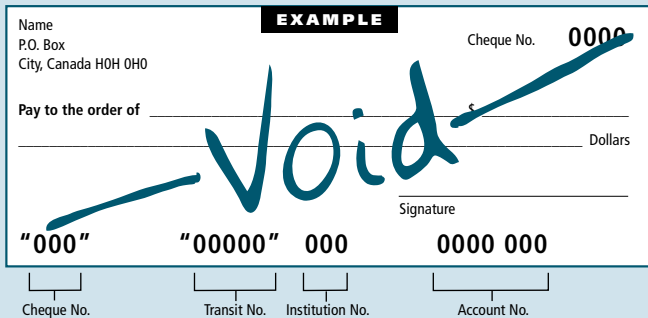 EXAMPLE
Name
P.O. Box
City, Canada H0H 0H0
Cheque No. 0000
Pay to the order of $
Dollars
Void
Signature
"000" "00000" 000 0000 000
Cheque No. Transit No. Institution No. Account No.